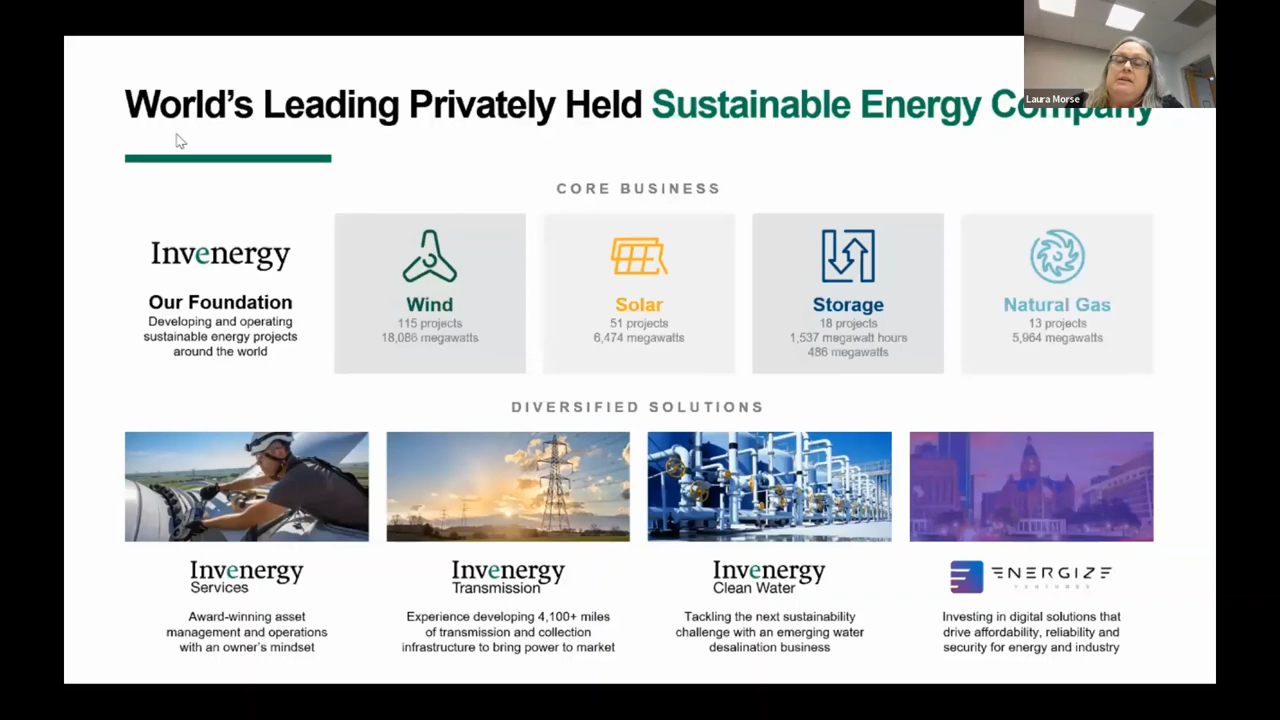 Laura Morse
World's Leading Privately Held Sustainable Energy Company
CORE BUSINESS
Invenergy
Our Foundation
Developing and operating
sustainable energy projects
around the world
Wind
115 projects
18,086 megawatts
Solar
51 projects
6,474 megawatts
Storage
18 projects
1,537 megawatt hours
486 megawatts
Natural Gas
13 projects
5,964 megawatts
DIVERSIFIED SOLUTIONS
Invenergy
Services
Award-winning asset
management and operations
with an owner's mindset
Invenergy
Transmission
Experience developing 4,100+ miles
of transmission and collection
infrastructure to bring power to market
Invenergy
Clean Water
Tackling the next sustainability
challenge with an emerging water
desalination business
ENERGIZE
VENTURES
Investing in digital solutions that
drive affordability, reliability and
security for energy and industry